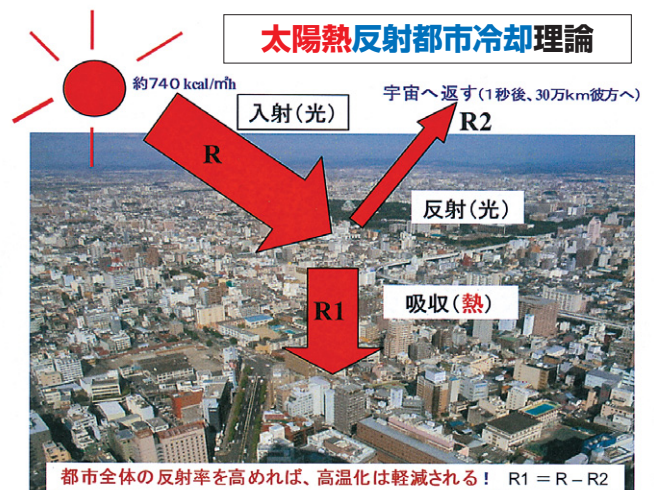 太陽熱反射都市冷却理論
約740 kcal/㎡h
宇宙へ返す(1秒後、30万km彼方へ)
入射(光)
R2
R
反射(光)
R1
吸収(熱)
都市全体の反射率を高めれば、高温化は軽減される! R1 = R − R2